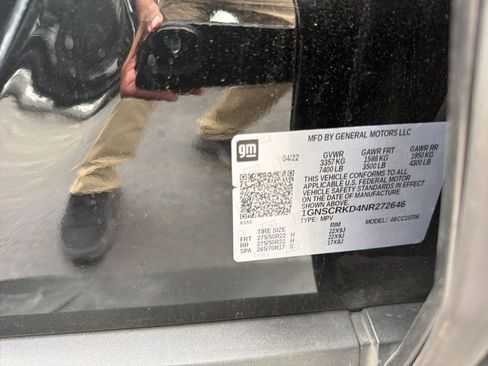 gm
MFD BY GENERAL MOTORS LLC
04/22 GVWR GAWR FRT GAWR RR
3357 KG 1588 KG 1950 KG
7400 LB 3500 LB 4300 LB
THIS VEHICLE CONFORMS TO ALL
APPLICABLE U.S. FEDERAL MOTOR
VEHICLE SAFETY STANDARDS IN EFFECT
ON THE DATE OF MANUFACTURE
SHOWN ABOVE.
1GNSCRKD4NR272646
TYPE: MPV MODEL:
TIRE SIZE RIM
FRT 275/50R22 H 22X9J
RR 275/50R22 H 22X9J
SPA 265/70R17 S 17X8J